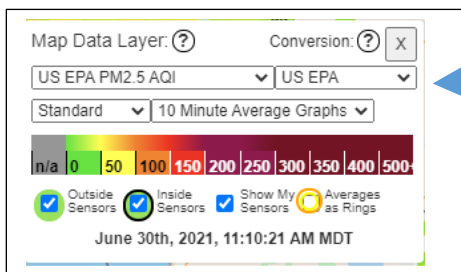 Map Data Layer: ? Conversion: ? X
US EPA PM2.5 AQI US EPA
Standard 10 Minute Average Graphs
n/a 0 50 100 150 200 250 300 350 400 500+
Outside Sensors Inside Sensors Show My Sensors Averages as Rings
June 30th, 2021, 11:10:21 AM MDT